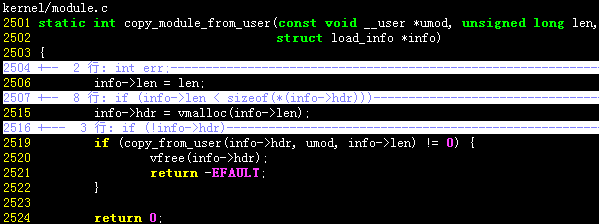 kernel/module.c
2501 static int copy_module_from_user(const void __user *umod, unsigned long len,
2502                                  struct load_info *info)
2503 {
2504 +--  2 行: int err;
2506         info->len = len;
2507 +--  8 行: if (info->len < sizeof(*(info->hdr)))
2515         info->hdr = vmalloc(info->len);
2516 +--  3 行: if (!info->hdr)
2519         if (copy_from_user(info->hdr, umod, info->len) != 0) {
2520                 vfree(info->hdr);
2521                 return -EFAULT;
2522         }
2523
2524         return 0;